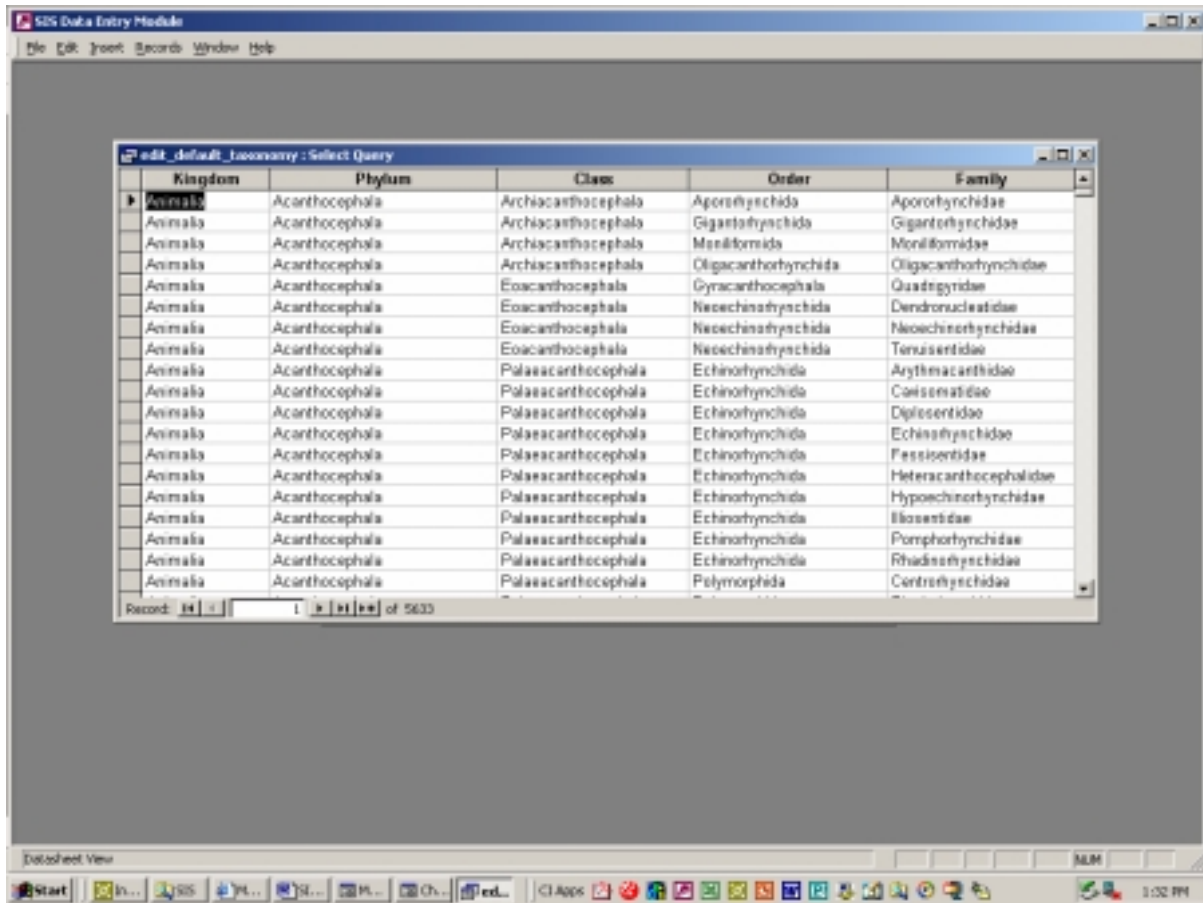 SIS Data Entry Module
File Edit Insert Records Window Help
edit_default_taxonomy : Select Query
Kingdom Phylum Class Order Family
Animalia Acanthocephala Archiacanthocephala Apororhynchida Apororhynchidae
Animalia Acanthocephala Archiacanthocephala Gigantorhynchida Gigantorhynchidae
Animalia Acanthocephala Archiacanthocephala Moniliformida Moniliformidae
Animalia Acanthocephala Archiacanthocephala Oligacanthorhynchida Oligacanthorhynchidae
Animalia Acanthocephala Eoacanthocephala Gyracanthocephala Quadrigyridae
Animalia Acanthocephala Eoacanthocephala Neoechinorhynchida Dendronucleatidae
Animalia Acanthocephala Eoacanthocephala Neoechinorhynchida Neoechinorhynchidae
Animalia Acanthocephala Eoacanthocephala Neoechinorhynchida Tenuisentidae
Animalia Acanthocephala Palaeacanthocephala Echinorhynchida Arythmacanthidae
Animalia Acanthocephala Palaeacanthocephala Echinorhynchida Cavisomatidae
Animalia Acanthocephala Palaeacanthocephala Echinorhynchida Diplosentidae
Animalia Acanthocephala Palaeacanthocephala Echinorhynchida Echinorhynchidae
Animalia Acanthocephala Palaeacanthocephala Echinorhynchida Fessisentidae
Animalia Acanthocephala Palaeacanthocephala Echinorhynchida Heteracanthocephalidae
Animalia Acanthocephala Palaeacanthocephala Echinorhynchida Hypoechinorhynchidae
Animalia Acanthocephala Palaeacanthocephala Echinorhynchida Illiosentidae
Animalia Acanthocephala Palaeacanthocephala Echinorhynchida Pomphorhynchidae
Animalia Acanthocephala Palaeacanthocephala Echinorhynchida Rhadinorhynchidae
Animalia Acanthocephala Palaeacanthocephala Polymorphida Centrorhynchidae
Record: 1 of 5633
Datasheet View NUM
Start In... SIS M... SI... M... Ch... ed... CI Apps 1:32 PM